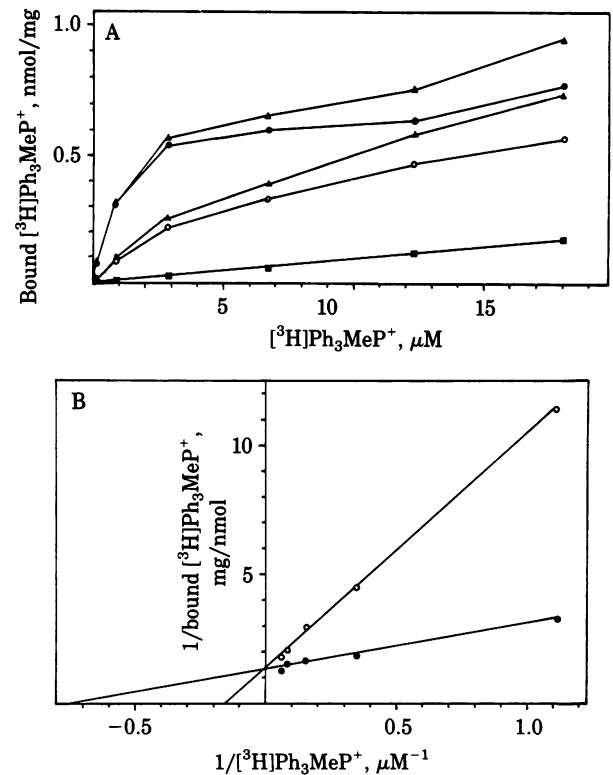 A
1.0
0.5
Bound [³H]Ph₃MeP⁺, nmol/mg
5
10
15
[³H]Ph₃MeP⁺, μM
B
10
5
1/bound [³H]Ph₃MeP⁺,
mg/nmol
−0.5
0.5
1.0
1/[³H]Ph₃MeP⁺, μM⁻¹